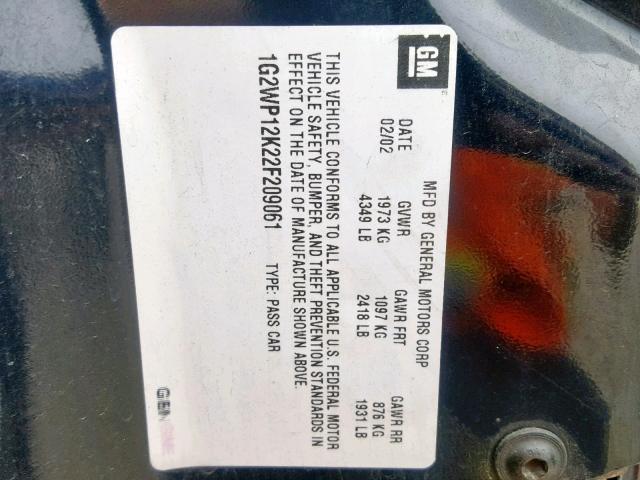 GM
MFD BY GENERAL MOTORS CORP
DATE GVWR GAWR FRT GAWR RR
02/02 1973 KG 1097 KG 876 KG
4349 LB 2418 LB 1931 LB
THIS VEHICLE CONFORMS TO ALL APPLICABLE U.S. FEDERAL MOTOR
VEHICLE SAFETY, BUMPER, AND THEFT PREVENTION STANDARDS IN
EFFECT ON THE DATE OF MANUFACTURE SHOWN ABOVE.
1G2WP12K22F209061 TYPE: PASS CAR